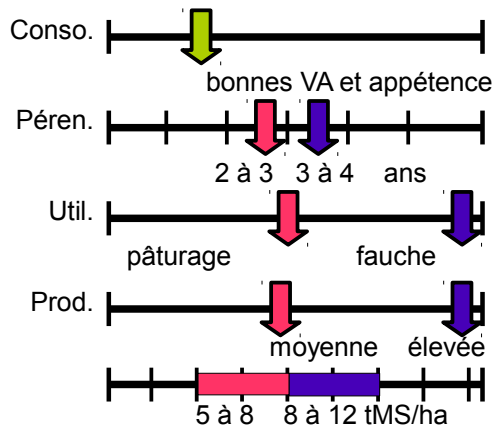 Conso.
bonnes VA et appétence
Péren.
2 à 3 3 à 4 ans
Util.
pâturage fauche
Prod.
moyenne élevée
5 à 8 8 à 12 tMS/ha